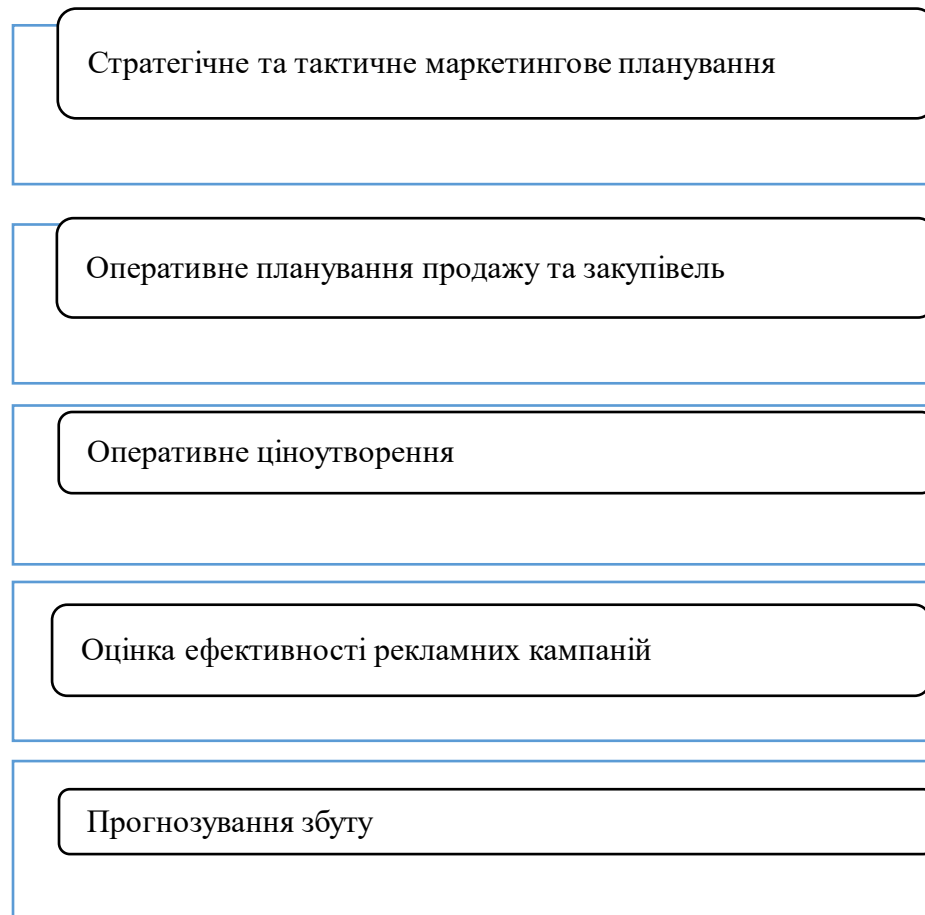 Стратегічне та тактичне маркетингове планування
Оперативне планування продажу та закупівель
Оперативне ціноутворення
Оцінка ефективності рекламних кампаній
Прогнозування збуту